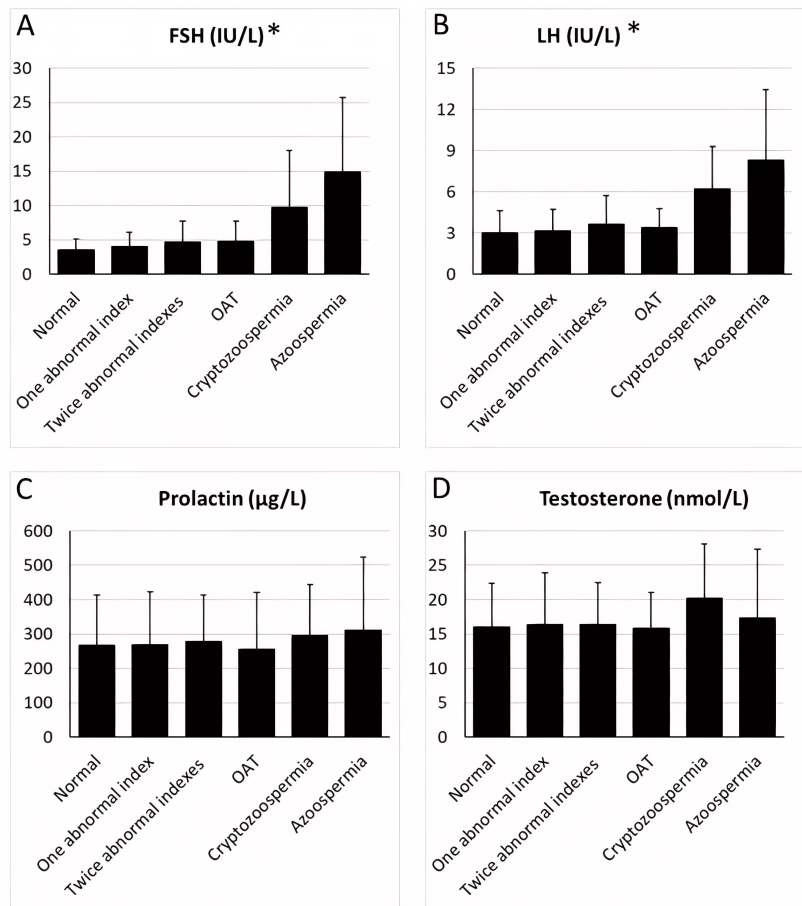 A
FSH (IU/L) *
30
25
20
15
10
5
0
Normal
One abnormal index
Twice abnormal indexes
OAT
Cryptozoospermia
Azoospermia
B
LH (IU/L) *
15
12
9
6
3
0
Normal
One abnormal index
Twice abnormal indexes
OAT
Cryptozoospermia
Azoospermia
C
Prolactin (µg/L)
600
500
400
300
200
100
0
Normal
One abnormal index
Twice abnormal indexes
OAT
Cryptozoospermia
Azoospermia
D
Testosterone (nmol/L)
30
25
20
15
10
5
0
Normal
One abnormal index
Twice abnormal indexes
OAT
Cryptozoospermia
Azoospermia